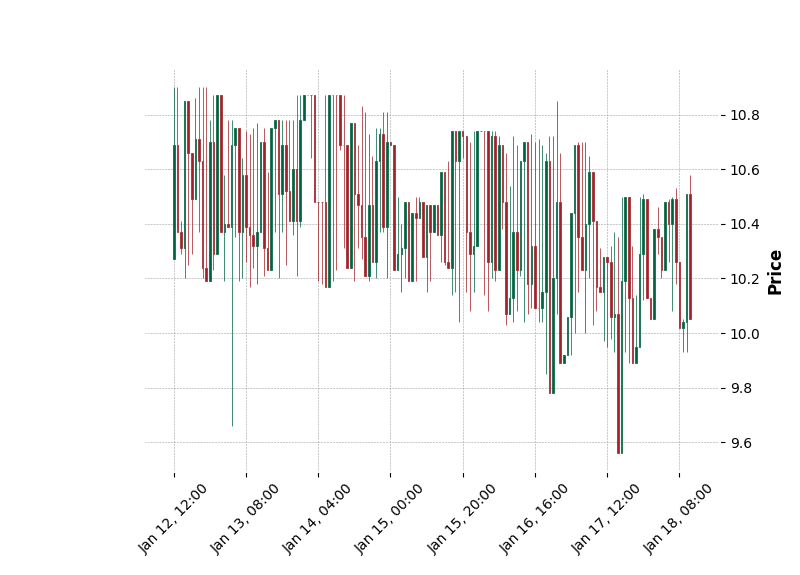 10.8
10.6
10.4
10.2
10.0
9.8
9.6
Price
Jan 12, 12:00
Jan 13, 08:00
Jan 14, 04:00
Jan 15, 00:00
Jan 15, 20:00
Jan 16, 16:00
Jan 17, 12:00
Jan 18, 08:00